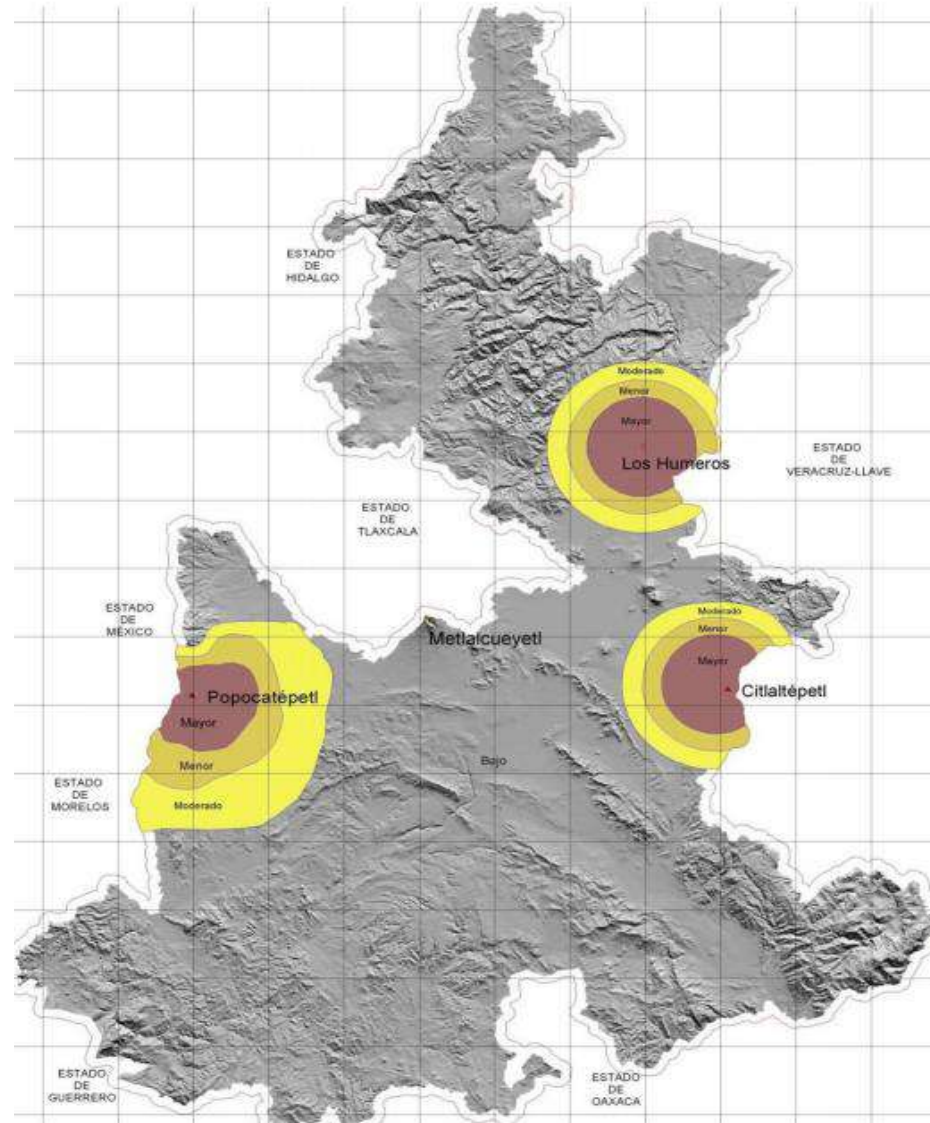 ESTADO
DE
HIDALGO
Moderado
Menor
Mayor
Los Humeros
ESTADO
DE
VERACRUZ-LLAVE
ESTADO
DE
TLAXCALA
ESTADO
DE
MÉXICO
Metlalcueyetl
Moderado
Menor
Mayor
Citlaltépetl
Popocatépetl
Mayor
Menor
Moderado
Bajo
ESTADO
DE
MORELOS
ESTADO
DE
GUERRERO
ESTADO
DE
OAXACA